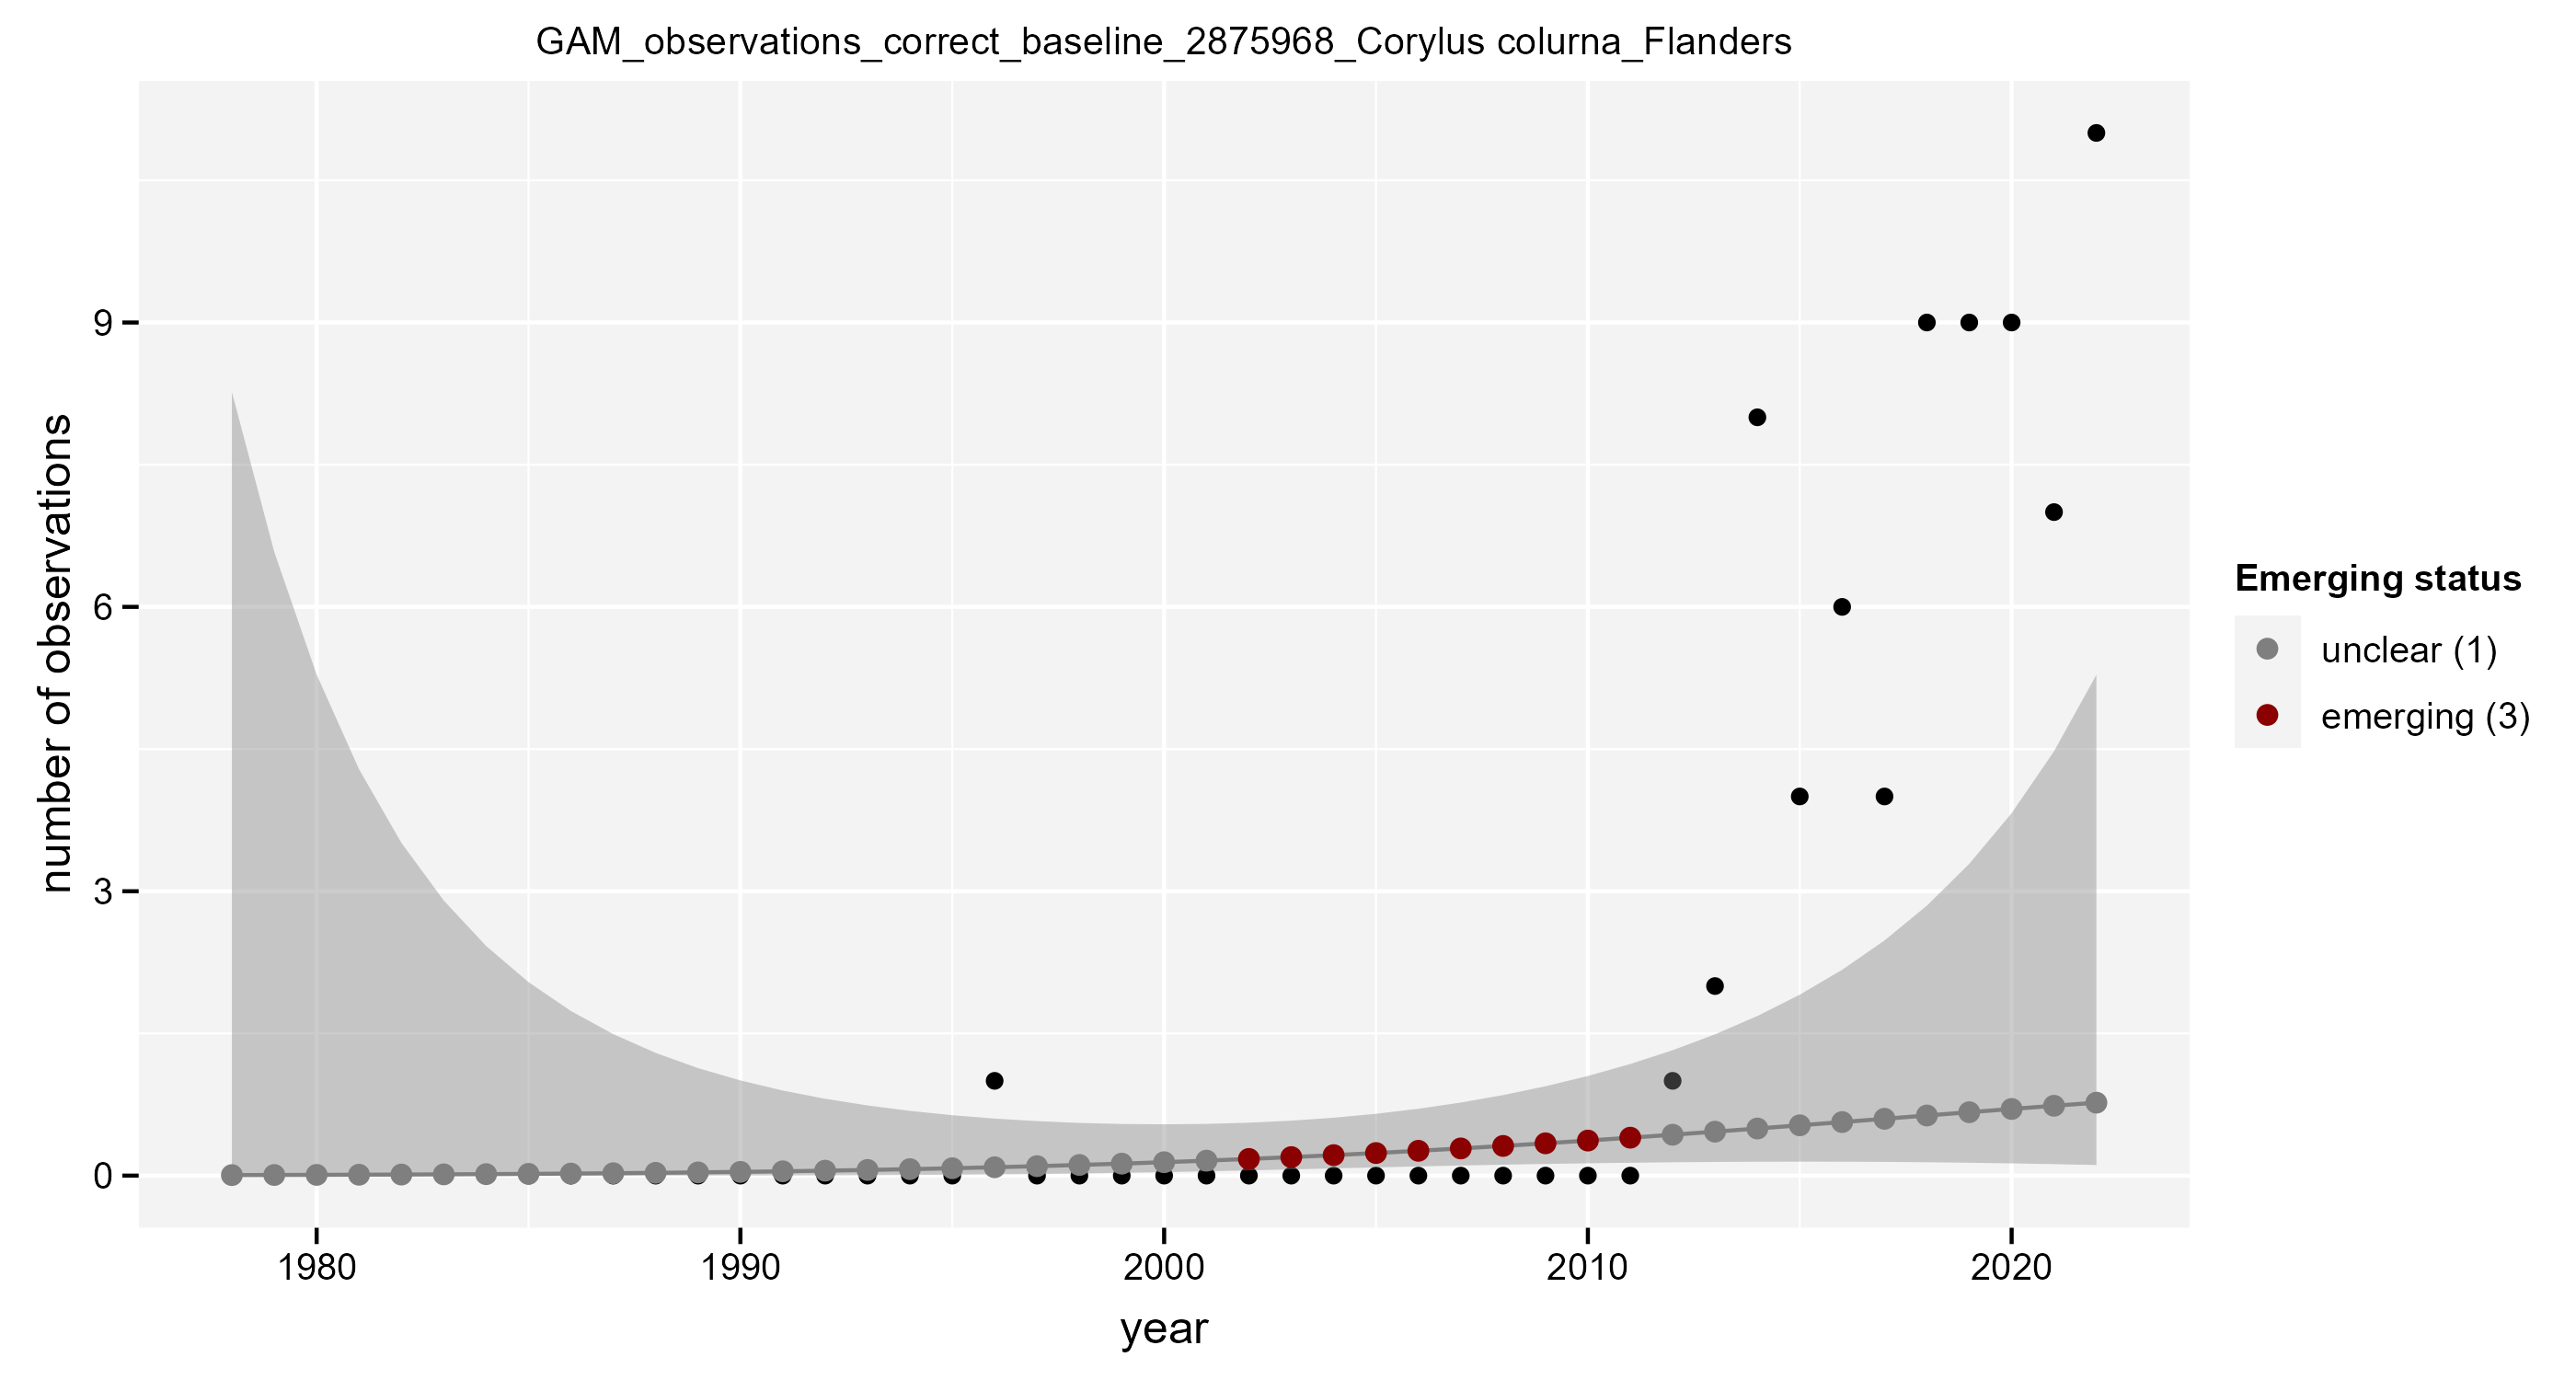 GAM_observations_correct_baseline_2875968_Corylus colurna_Flanders
number of observations
9
6
3
0
1980 1990 2000 2010 2020
year
Emerging status
unclear (1)
emerging (3)